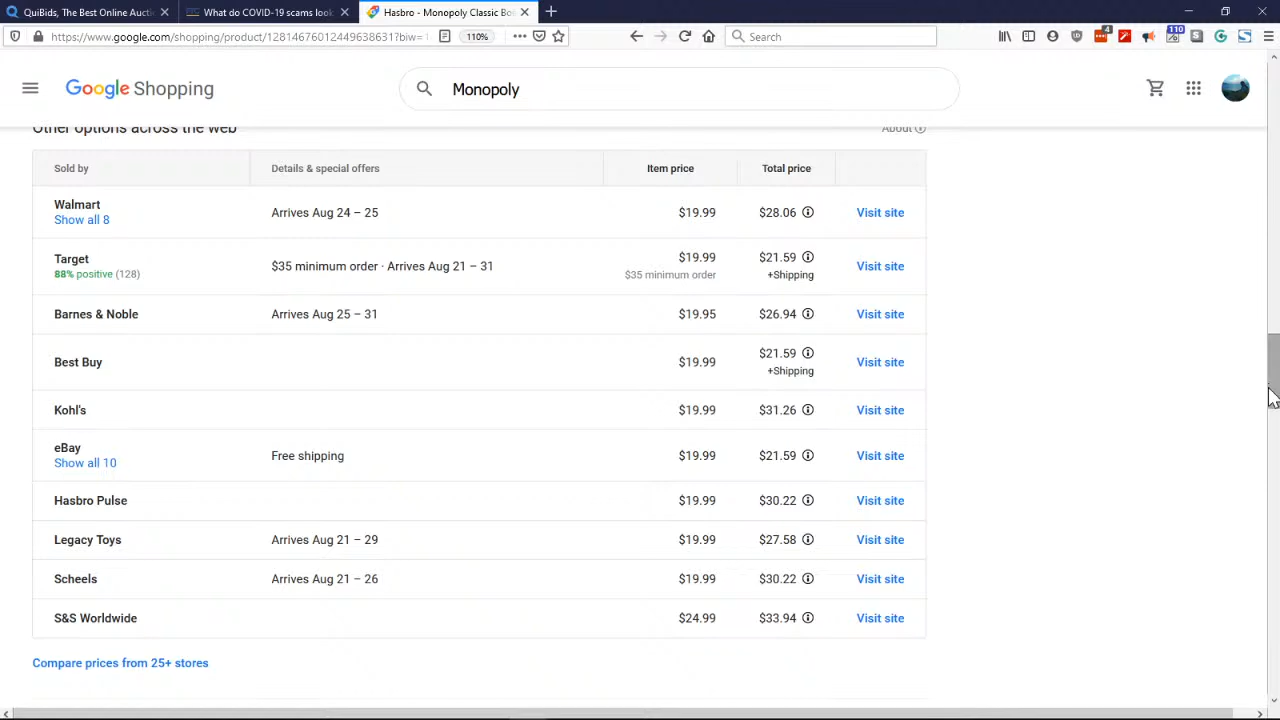 QuiBids, The Best Online Aucti
What do COVID-19 scams look
Hasbro - Monopoly Classic Bo
https://www.google.com/shopping/product/12814676012449638631?biw=
110%
Search
4
110
Google Shopping
Monopoly
Other options across the web
About
Sold by Details & special offers Item price Total price
Walmart
Show all 8
Arrives Aug 24 – 25 $19.99 $28.06 Visit site
Target
88% positive (128)
$35 minimum order · Arrives Aug 21 – 31
$19.99
$35 minimum order
$21.59
+Shipping
Visit site
Barnes & Noble Arrives Aug 25 – 31 $19.95 $26.94 Visit site
Best Buy $19.99
$21.59
+Shipping
Visit site
Kohl's $19.99 $31.26 Visit site
eBay
Show all 10
Free shipping $19.99 $21.59 Visit site
Hasbro Pulse $19.99 $30.22 Visit site
Legacy Toys Arrives Aug 21 – 29 $19.99 $27.58 Visit site
Scheels Arrives Aug 21 – 26 $19.99 $30.22 Visit site
S&S Worldwide $24.99 $33.94 Visit site
Compare prices from 25+ stores